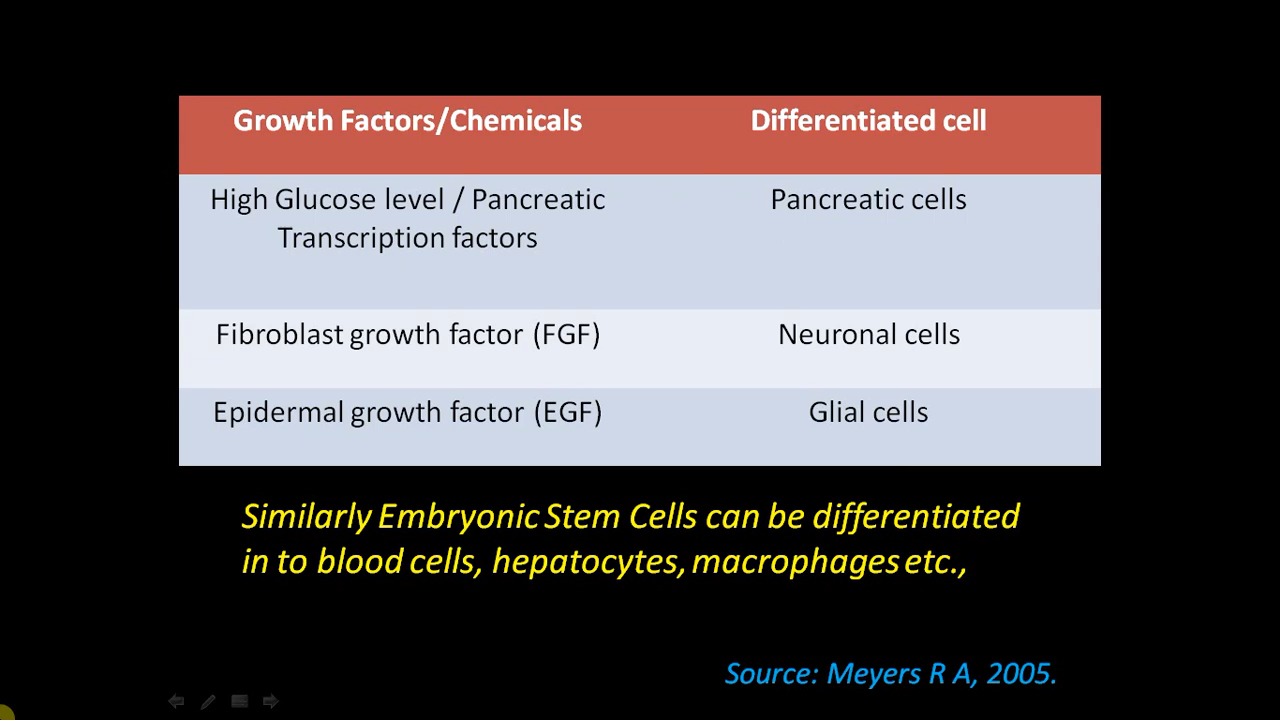 Growth Factors/Chemicals
Differentiated cell
High Glucose level / Pancreatic
Transcription factors
Pancreatic cells
Fibroblast growth factor (FGF)
Neuronal cells
Epidermal growth factor (EGF)
Glial cells
Similarly Embryonic Stem Cells can be differentiated
in to blood cells, hepatocytes, macrophages etc.,
Source: Meyers R A, 2005.